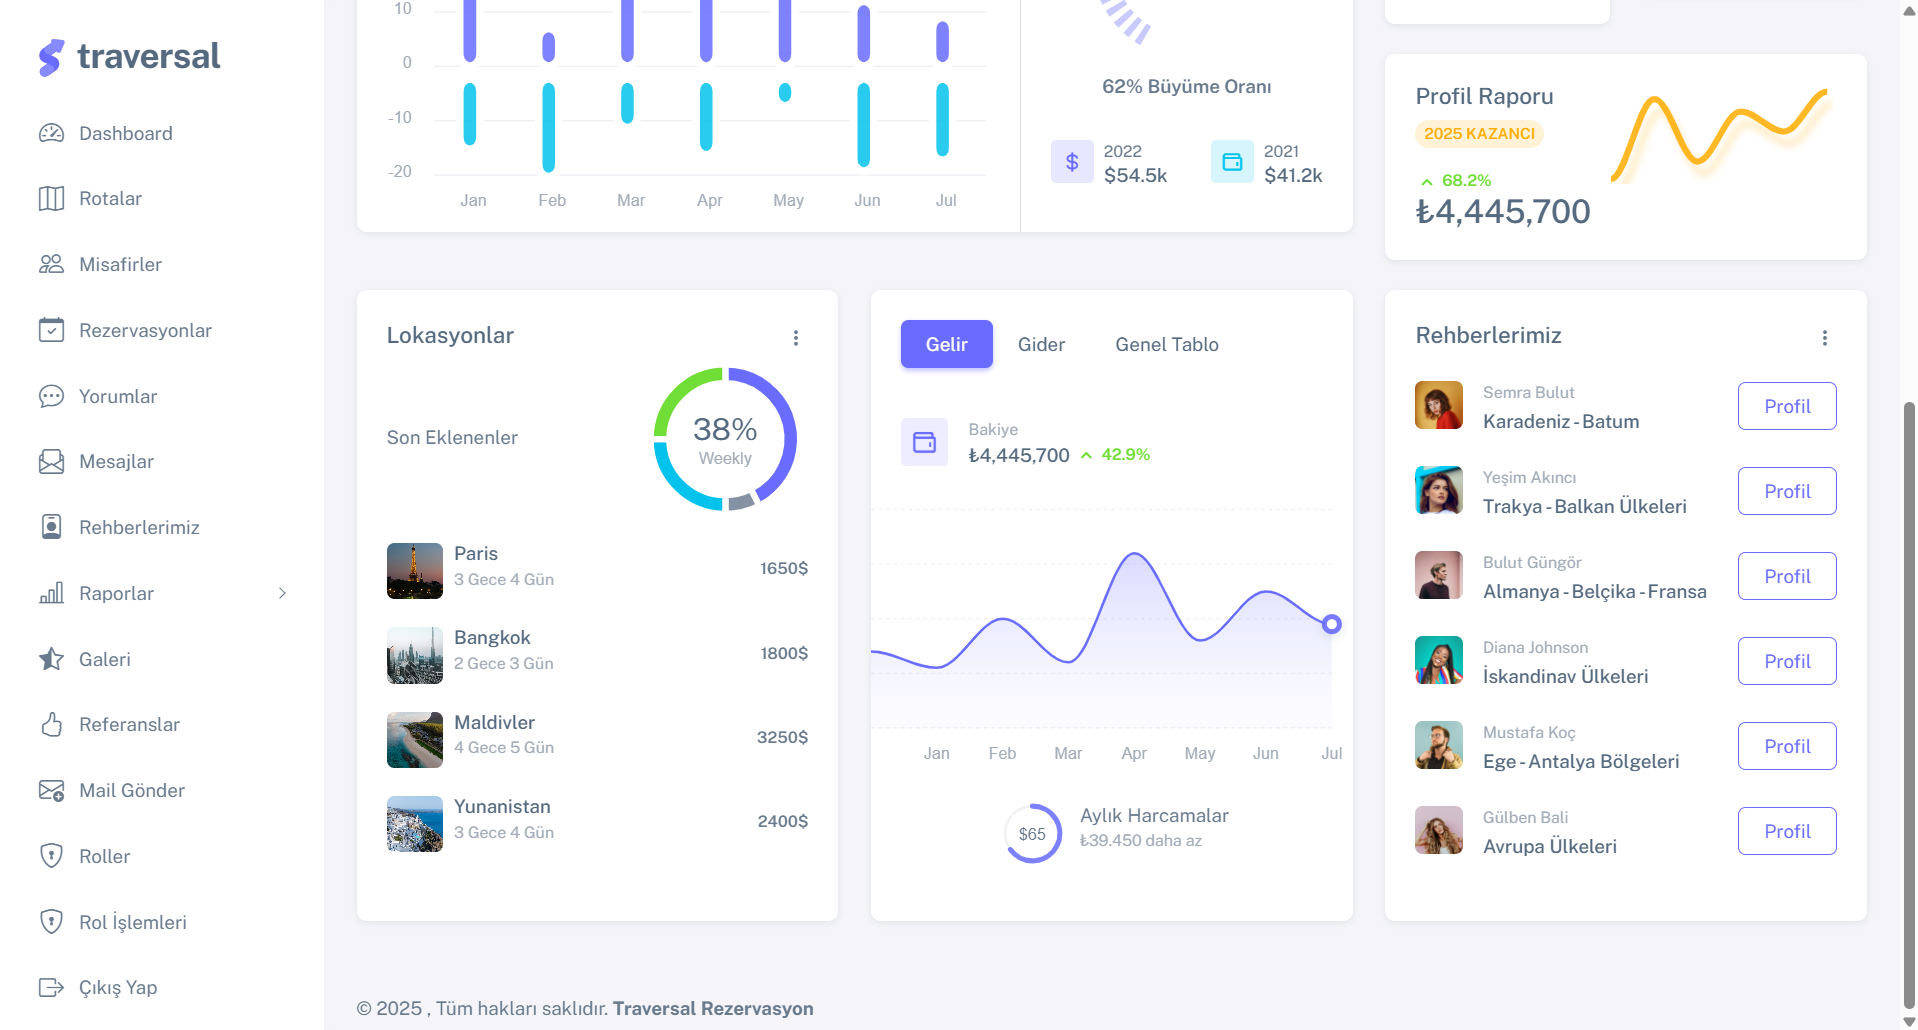 traversal
Dashboard
Rotalar
Misafirler
Rezervasyonlar
Yorumlar
Mesajlar
Rehberlerimiz
Raporlar
Galeri
Referanslar
Mail Gönder
Roller
Rol İşlemleri
Çıkış Yap
10
0
-10
-20
Jan Feb Mar Apr May Jun Jul
62% Büyüme Oranı
2022
$54.5k
2021
$41.2k
Profil Raporu
2025 KAZANCI
68.2%
₺4,445,700
Lokasyonlar
Son Eklenenler
38%
Weekly
Paris
3 Gece 4 Gün
1650$
Bangkok
2 Gece 3 Gün
1800$
Maldivler
4 Gece 5 Gün
3250$
Yunanistan
3 Gece 4 Gün
2400$
Gelir Gider Genel Tablo
Bakiye
₺4,445,700 42.9%
Jan Feb Mar Apr May Jun Jul
$65
Aylık Harcamalar
₺39.450 daha az
Rehberlerimiz
Semra Bulut
Karadeniz - Batum
Profil
Yeşim Akıncı
Trakya - Balkan Ülkeleri
Profil
Bulut Güngör
Almanya - Belçika - Fransa
Profil
Diana Johnson
İskandinav Ülkeleri
Profil
Mustafa Koç
Ege - Antalya Bölgeleri
Profil
Gülben Bali
Avrupa Ülkeleri
Profil
© 2025 , Tüm hakları saklıdır. Traversal Rezervasyon